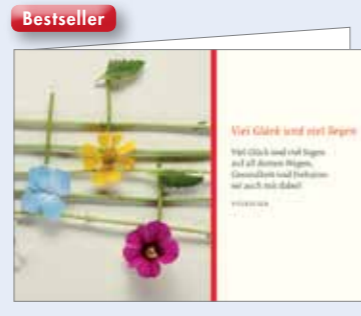 Bestseller
Viel Glück und viel Segen
Viel Glück und viel Segen
auf all deinen Wegen,
Gesundheit und Frohsinn
sei auch mit dabei!